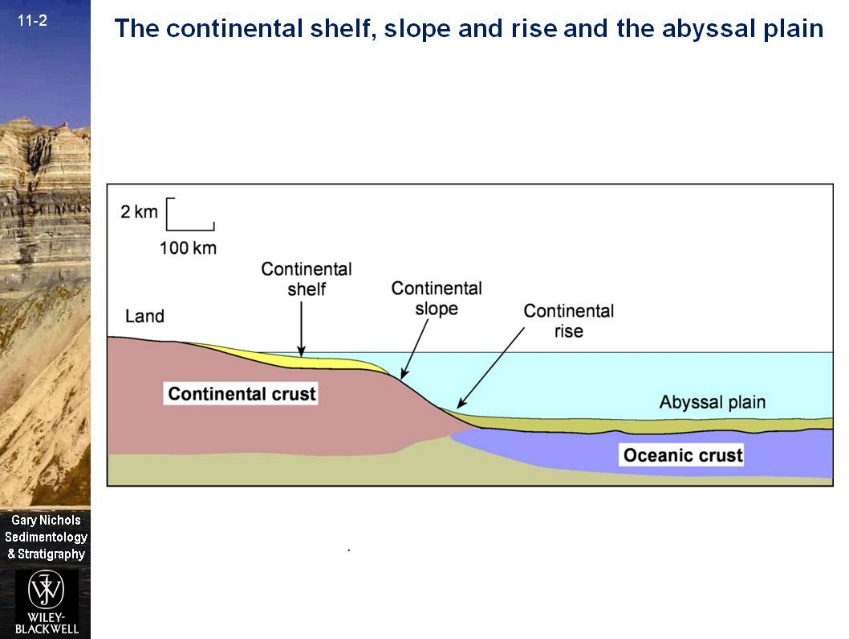 11-2
The continental shelf, slope and rise and the abyssal plain
2 km
100 km
Continental
shelf
Continental
slope
Continental
rise
Land
Continental crust
Abyssal plain
Oceanic crust
Gary Nichols
Sedimentology
& Stratigraphy
WILEY-
BLACKWELL